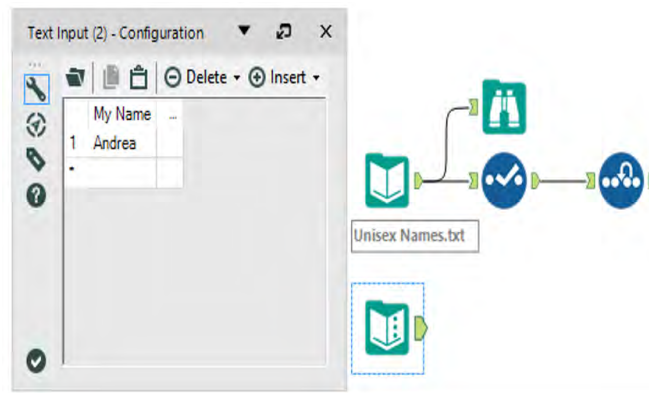 Text Input (2) - Configuration
Delete Insert
My Name ...
1 Andrea
Unisex Names.txt